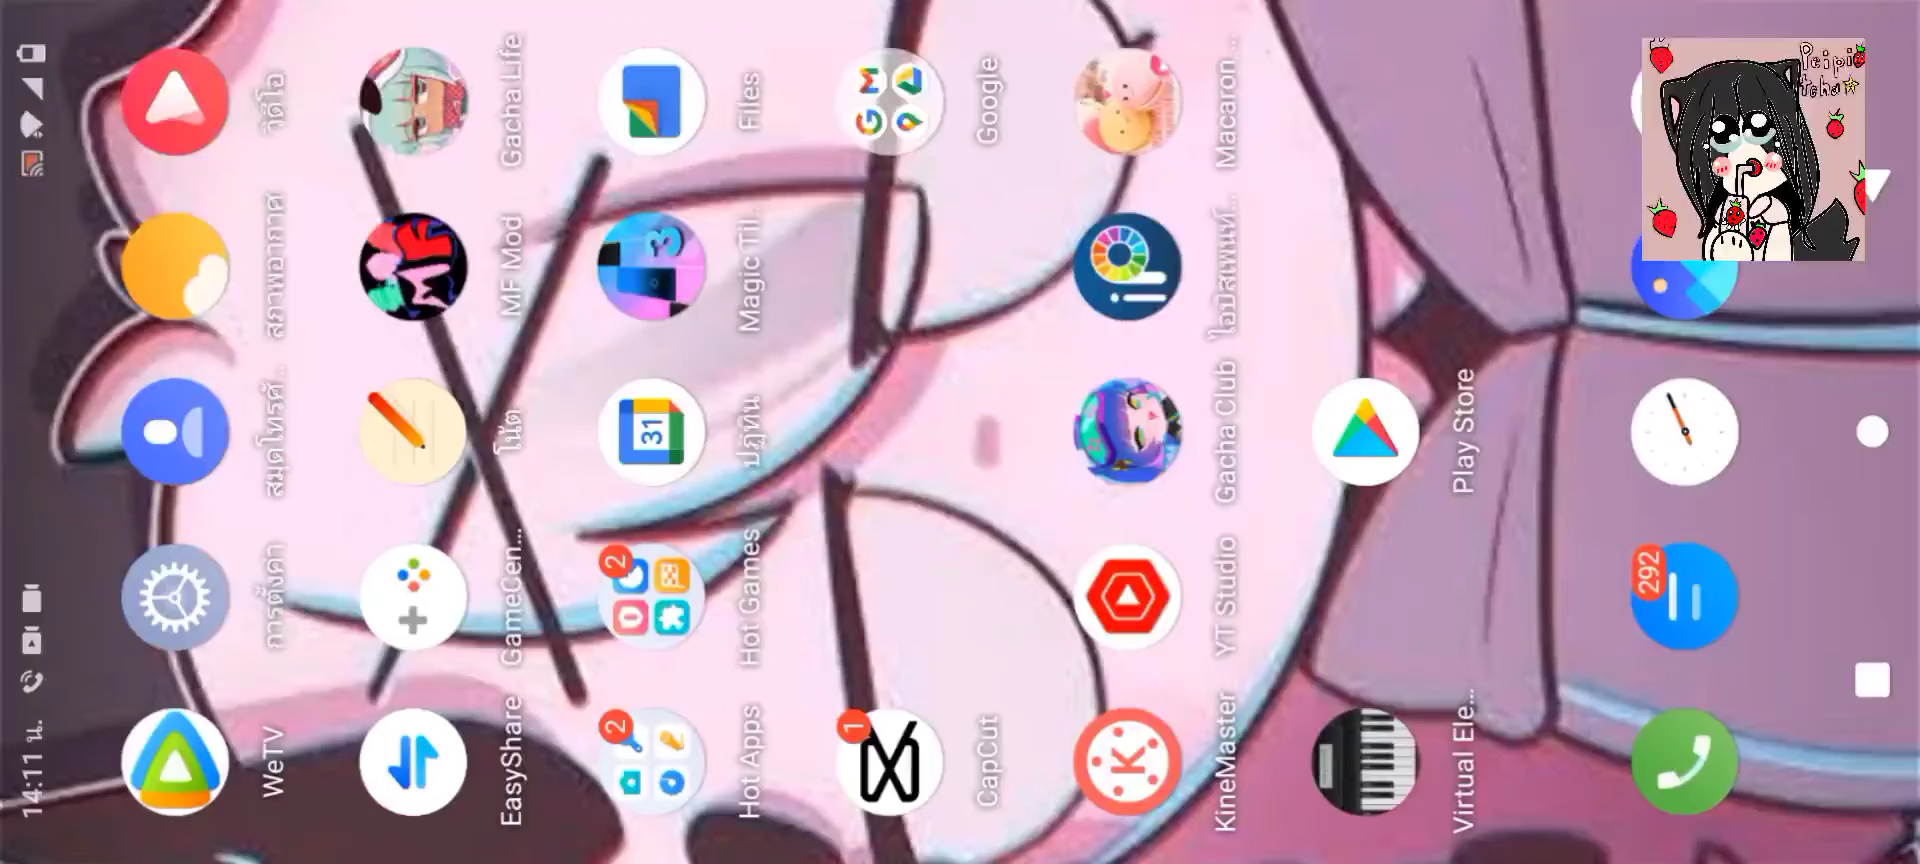 14:11 น.
WeTV
การตั้งค่า
สมุดโทรศั...
สภาพอากาศ
วิดีโอ
EasyShare
GameCen...
โน้ต
MF Mod
Gacha Life
2
Hot Apps
2
Hot Games
31
ปฏิทิน
3
Magic Til...
Files
1
CapCut
Google
KineMaster
YT Studio
Gacha Club
ไอบิสเพนท์...
Macaron...
Virtual Ele...
Play Store
292
Peipi
tcha